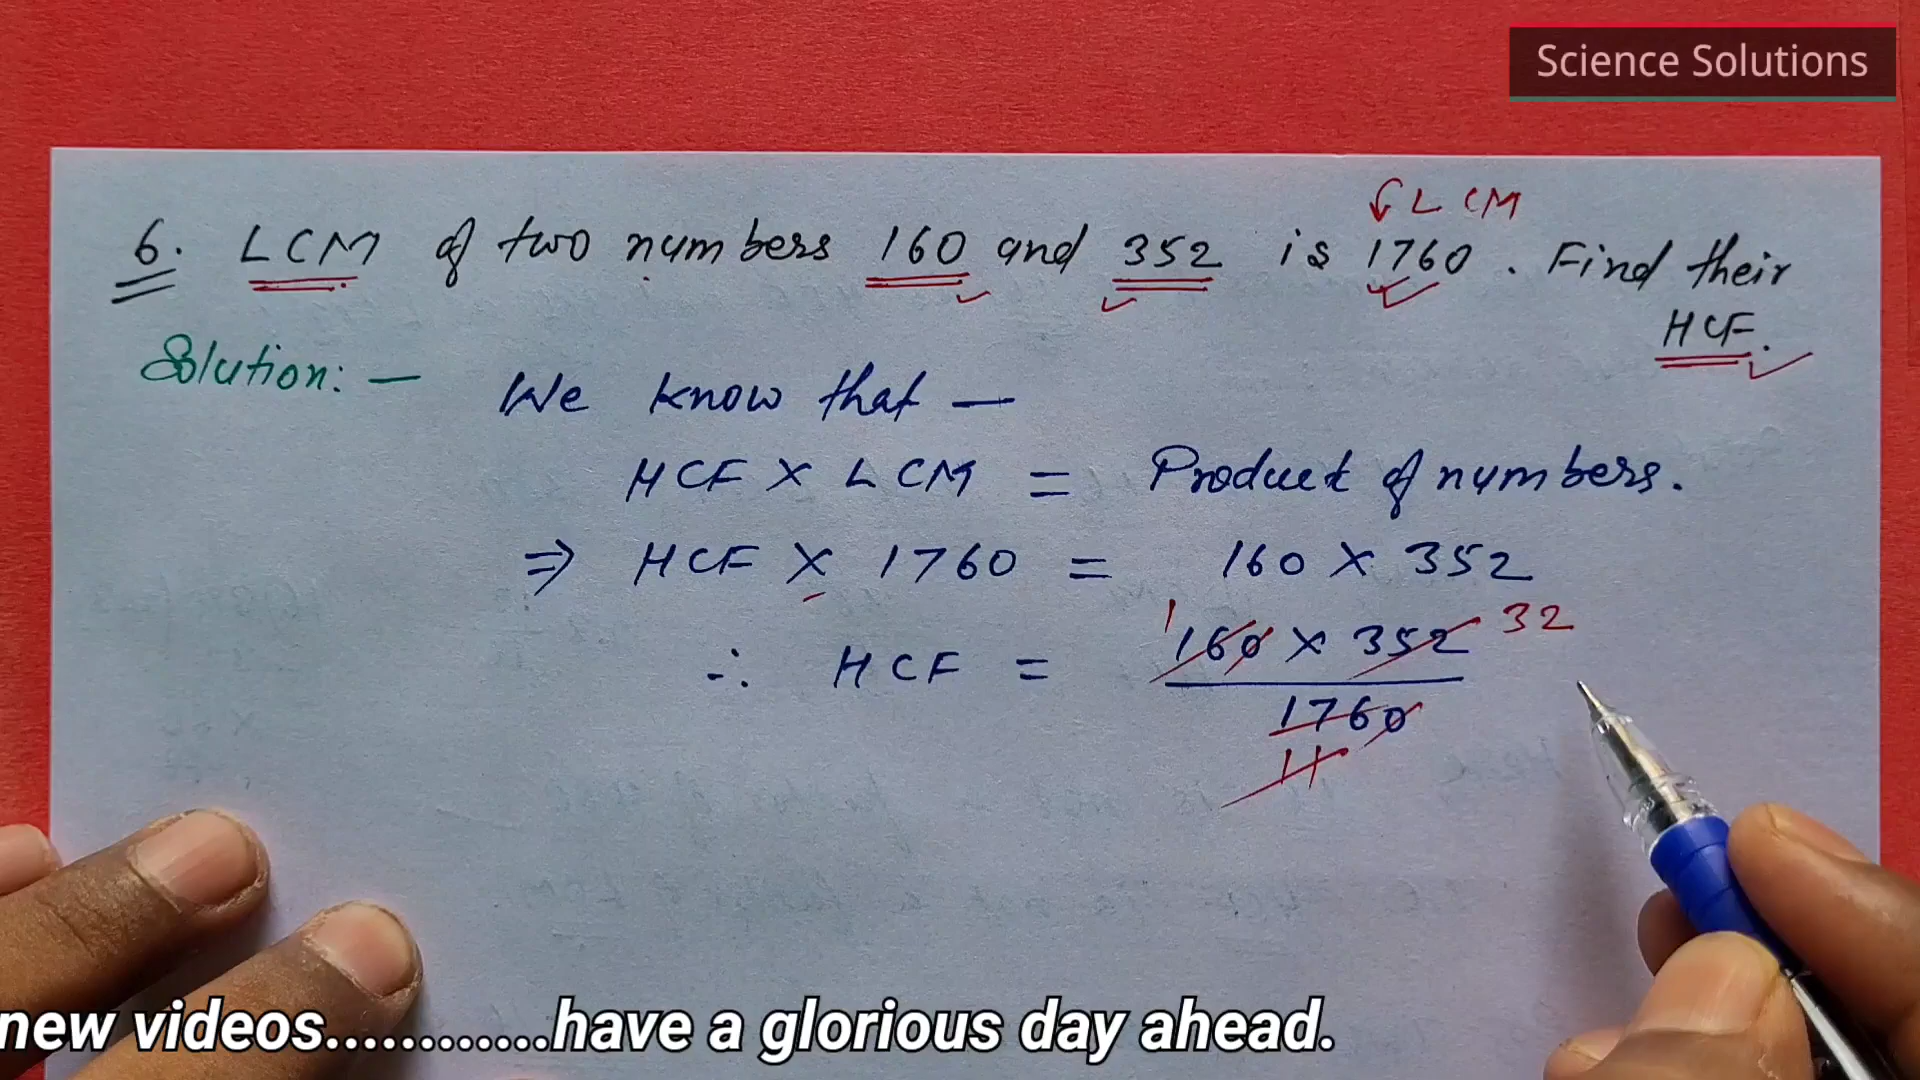 Science Solutions
↓ LCM
6. LCM of two numbers 160 and 352 is 1760. Find their
HCF.
Solution:—
We know that —
HCF × LCM = Product of numbers.
⇒ HCF × 1760 = 160 × 352
1 160 × 352 32
∴ HCF =
1760
11
new videos............have a glorious day ahead.